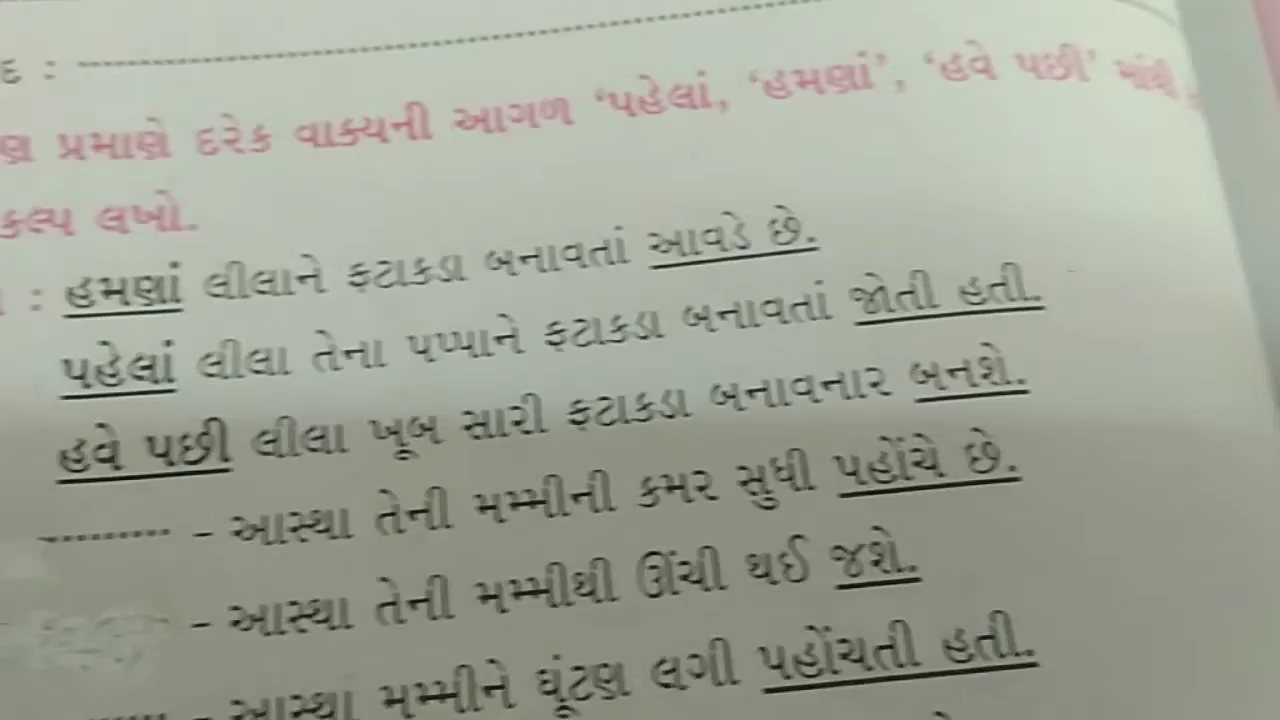 દ :
ણ પ્રમાણે દરેક વાક્યની આગળ ‘પહેલાં, ‘હમણાં’, ‘હવે પછી’ માંથી
કલ્પ લખો.
: હમણાં લીલાને ફટાકડા બનાવતાં આવડે છે.
પહેલાં લીલા તેના પપ્પાને ફટાકડા બનાવતાં જોતી હતી.
હવે પછી લીલા ખૂબ સારી ફટાકડા બનાવનાર બનશે.
- આસ્થા તેની મમ્મીની કમર સુધી પહોંચે છે.
- આસ્થા તેની મમ્મીથી ઊંચી થઈ જશે.
- આસ્થા મમ્મીને ઘૂંટણ લગી પહોંચતી હતી.